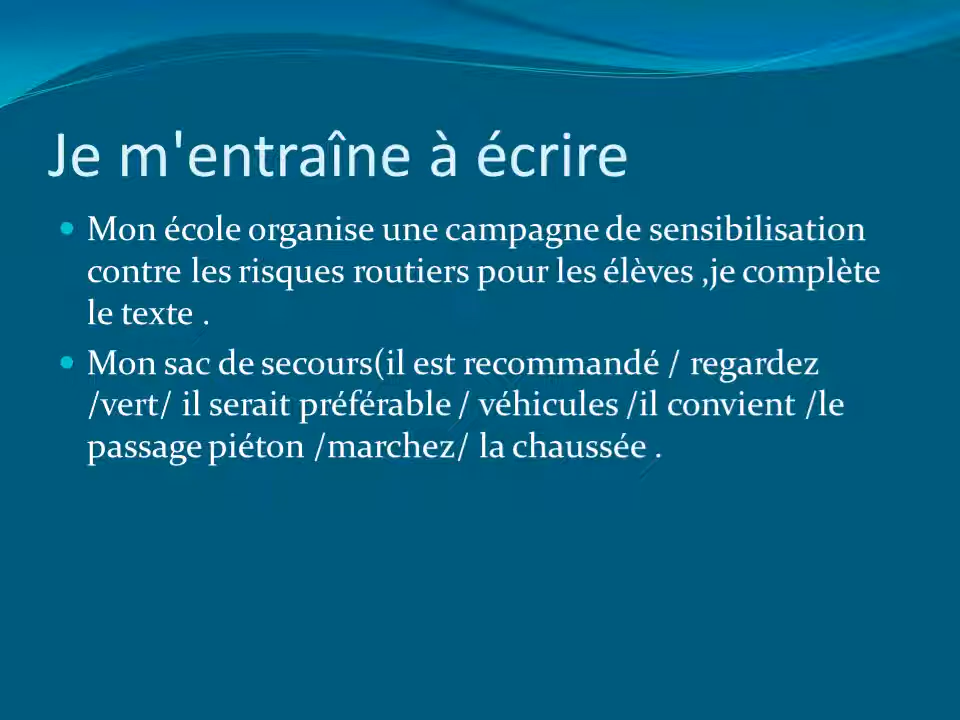 Je m'entraîne à écrire
Mon école organise une campagne de sensibilisation
contre les risques routiers pour les élèves ,je complète
le texte .
Mon sac de secours(il est recommandé / regardez
/vert/ il serait préférable / véhicules /il convient /le
passage piéton /marchez/ la chaussée .